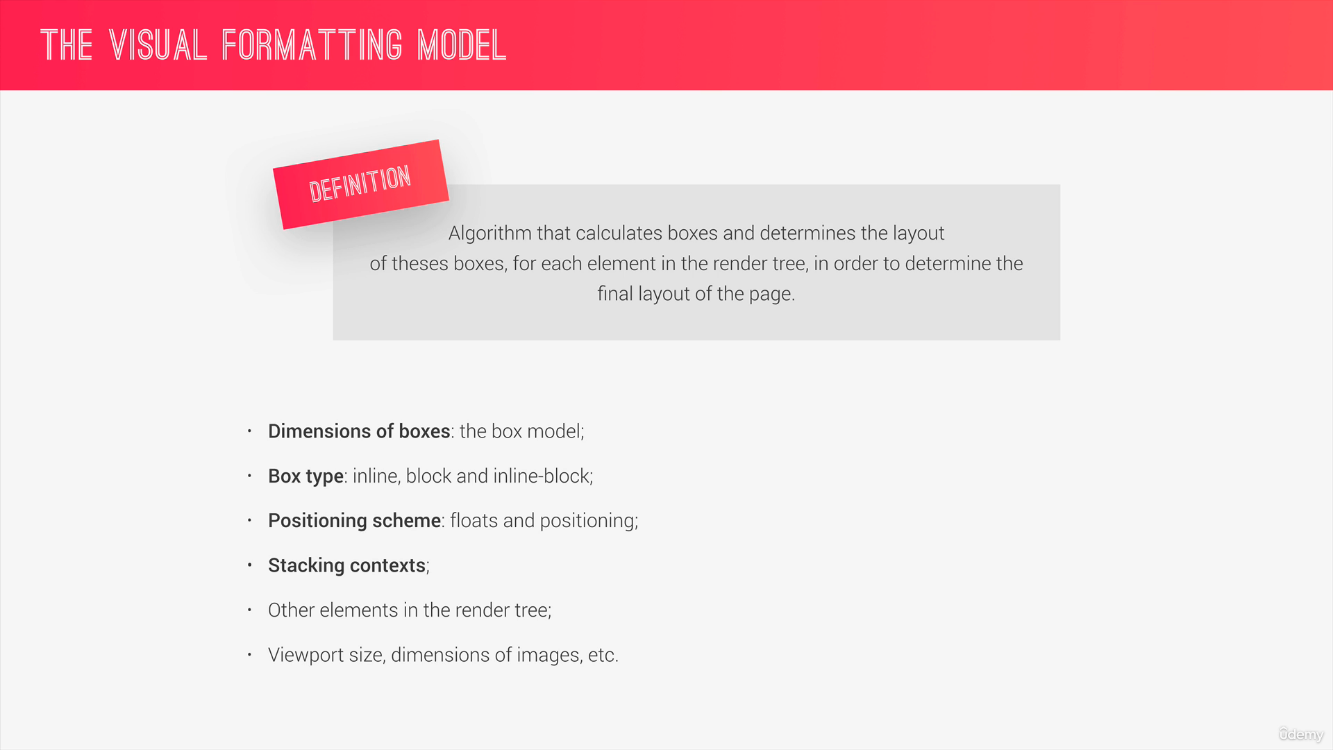 THE VISUAL FORMATTING MODEL
DEFINITION
Algorithm that calculates boxes and determines the layout
of theses boxes, for each element in the render tree, in order to determine the
final layout of the page.
• Dimensions of boxes: the box model;
• Box type: inline, block and inline-block;
• Positioning scheme: floats and positioning;
• Stacking contexts;
• Other elements in the render tree;
• Viewport size, dimensions of images, etc.
ûdemy